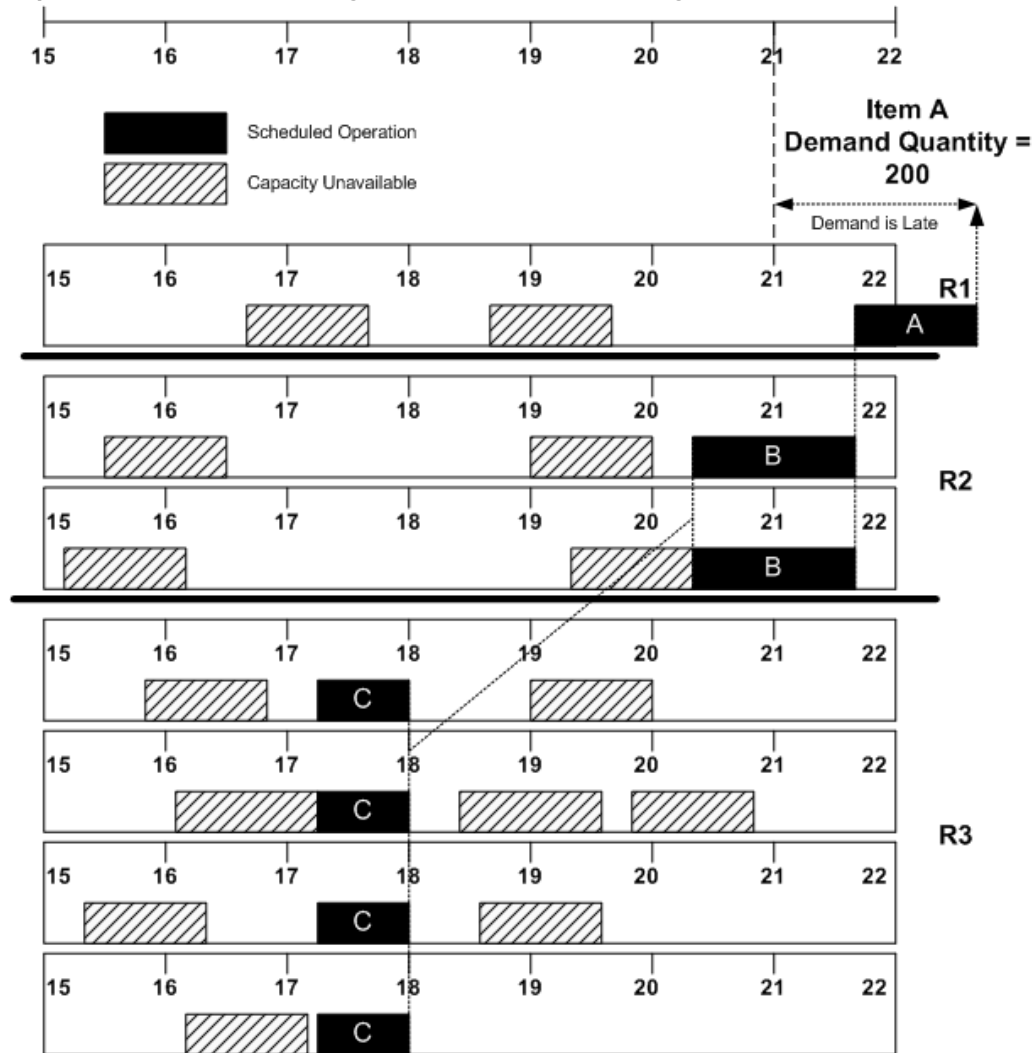 15 16 17 18 19 20 21 22
Scheduled Operation
Capacity Unavailable
Item A
Demand Quantity =
200
Demand is Late
15 16 17 18 19 20 21 22
R1
A
15 16 17 18 19 20 21 22
B
R2
15 16 17 18 19 20 21 22
B
15 16 17 18 19 20 21 22
C
15 16 17 18 19 20 21 22
C
R3
15 16 17 18 19 20 21 22
C
15 16 17 18 19 20 21 22
C